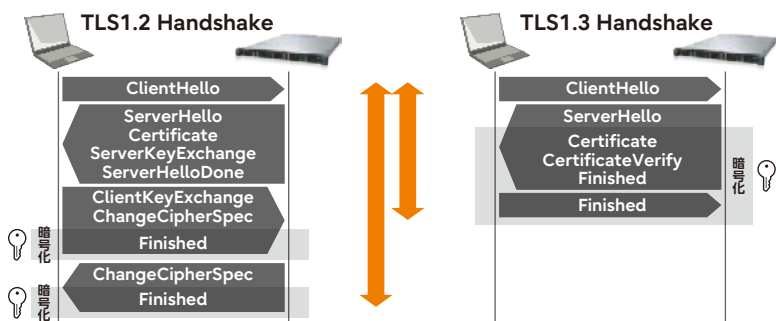 TLS1.2 Handshake
ClientHello
ServerHello
Certificate
ServerKeyExchange
ServerHelloDone
ClientKeyExchange
ChangeCipherSpec
暗号化
Finished
ChangeCipherSpec
暗号化
Finished
TLS1.3 Handshake
ClientHello
ServerHello
Certificate
CertificateVerify
Finished
暗号化
Finished